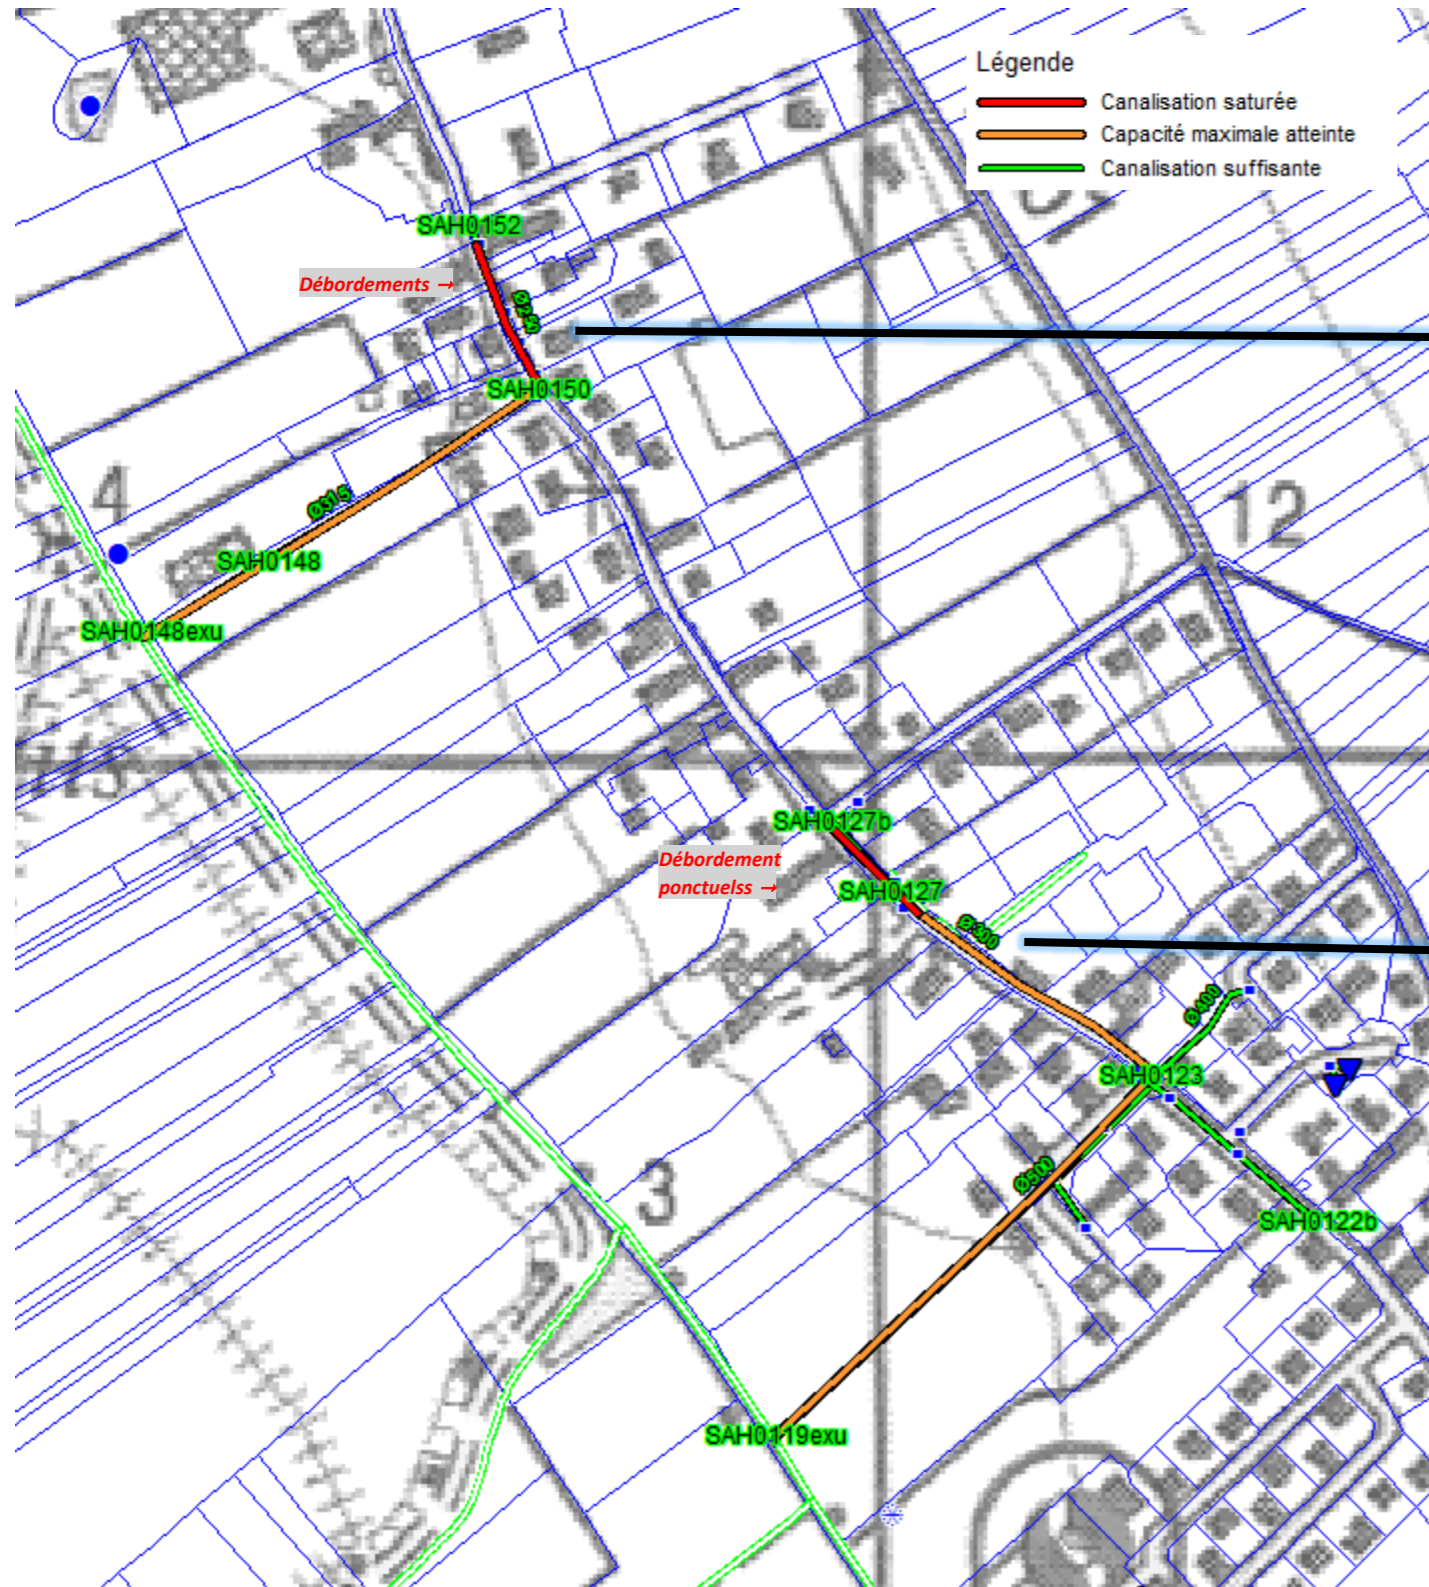 Légende
Canalisation saturée
Capacité maximale atteinte
Canalisation suffisante
SAH0152
Débordements →
SAH0150
Ø315
4
12
SAH0148
SAH0148exu
SAH0127b
Débordement
ponctuelss →
SAH0127
Ø300
Ø400
SAH0123
Ø500
3
SAH0122b
SAH0119exu